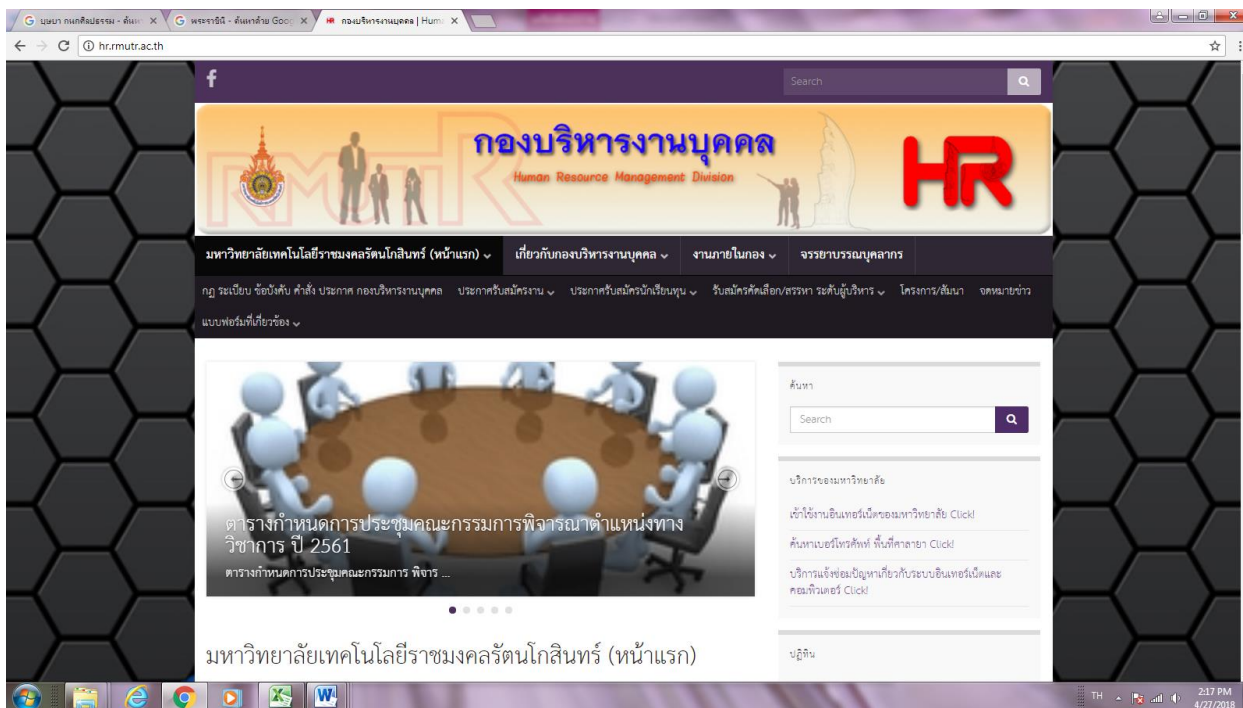 hr.rmutr.ac.th
Search
RMUTR
กองบริหารงานบุคคล
Human Resource Management Division
HR
มหาวิทยาลัยเทคโนโลยีราชมงคลรัตนโกสินทร์ (หน้าแรก) เกี่ยวกับกองบริหารงานบุคคล งานภายในกอง จรรยาบรรณบุคลากร
กฎ ระเบียบ ข้อบังคับ คำสั่ง ประกาศ กองบริหารงานบุคคล ประกาศรับสมัครงาน ประกาศรับสมัครนักเรียนทุน รับสมัครคัดเลือก/สรรหา ระดับผู้บริหาร โครงการ/สัมนา จดหมายข่าว
แบบฟอร์มที่เกี่ยวข้อง
ตารางกำหนดการประชุมคณะกรรมการพิจารณาตำแหน่งทาง
วิชาการ ปี 2561
ตารางกำหนดการประชุมคณะกรรมการ พิจาร ...
มหาวิทยาลัยเทคโนโลยีราชมงคลรัตนโกสินทร์ (หน้าแรก)
ค้นหา
Search
บริการของมหาวิทยาลัย
เข้าใช้งานอินเทอร์เน็ตของมหาวิทยาลัย Click!
ค้นหาเบอร์โทรศัพท์ พื้นที่ศาลายา Click!
บริการแจ้งซ่อมปัญหาเกี่ยวกับระบบอินเทอร์เน็ตและ
คอมพิวเตอร์ Click!
ปฏิทิน
TH
2:17 PM
4/27/2018